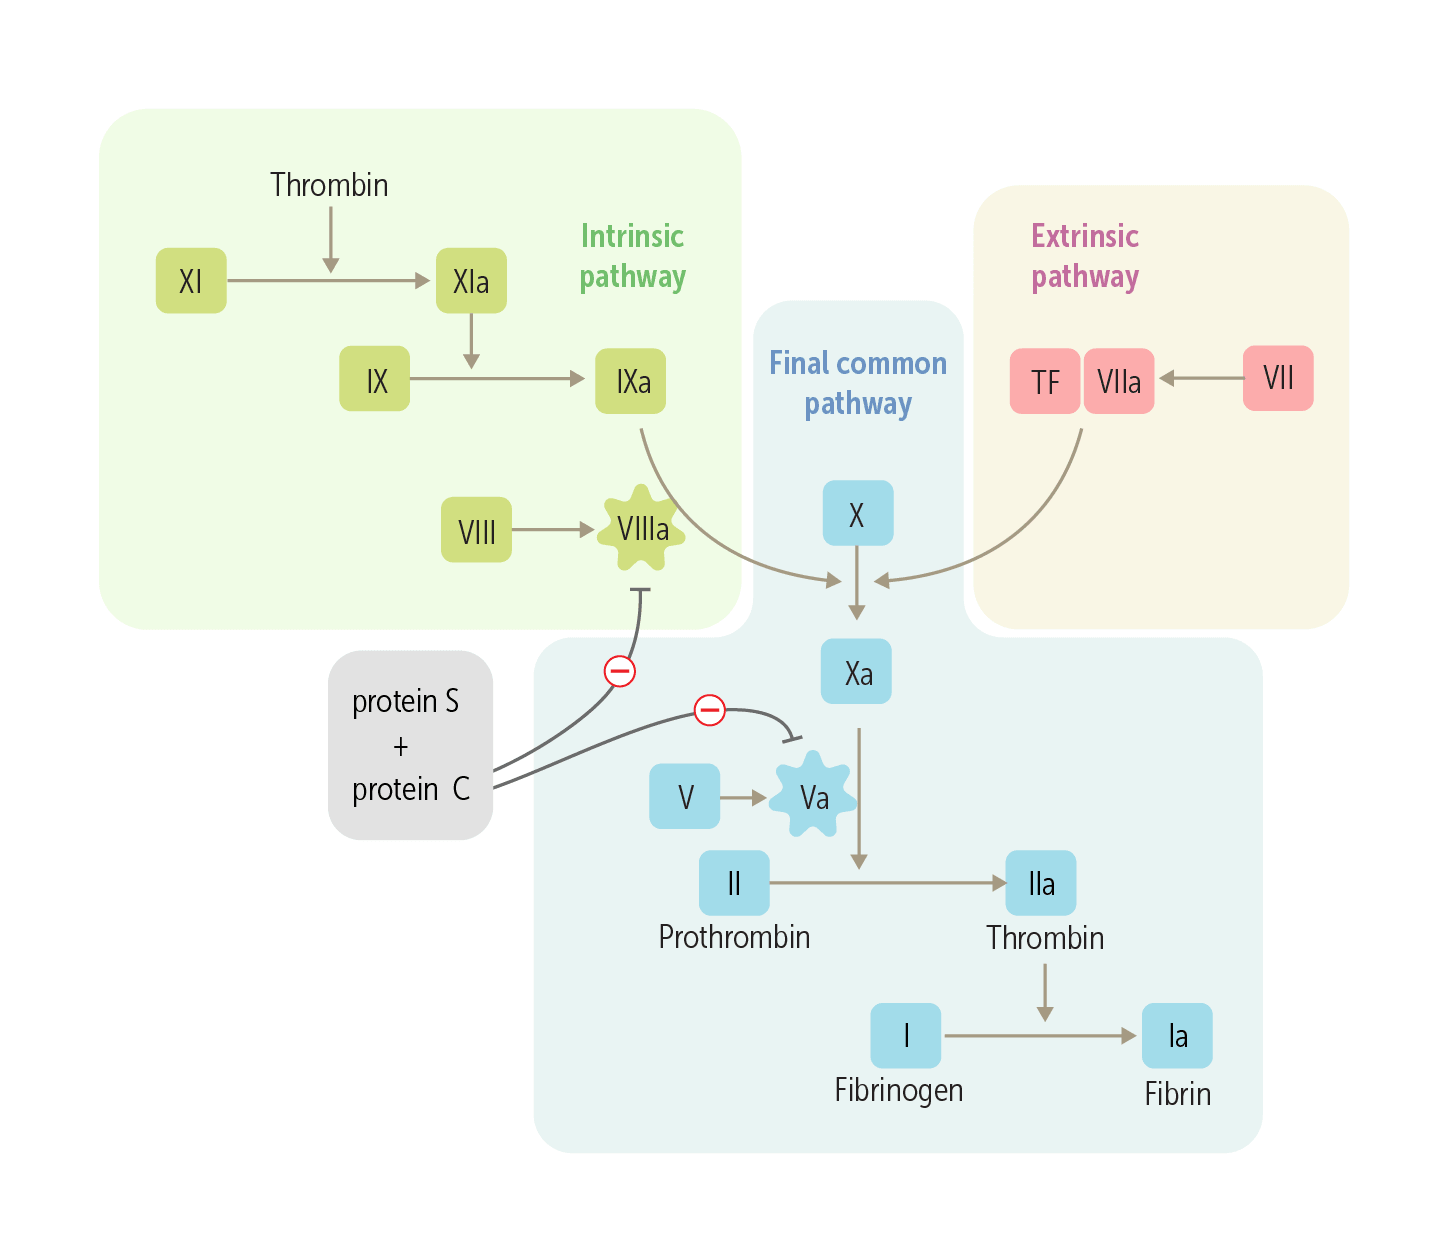 Thrombin
Intrinsic
pathway
XI
XIa
IX
IXa
VIII
VIIIa
Extrinsic
pathway
TF
VIIa
VII
Final common
pathway
X
Xa
protein S
+
protein C
V
Va
II
IIa
Prothrombin
Thrombin
I
Ia
Fibrinogen
Fibrin